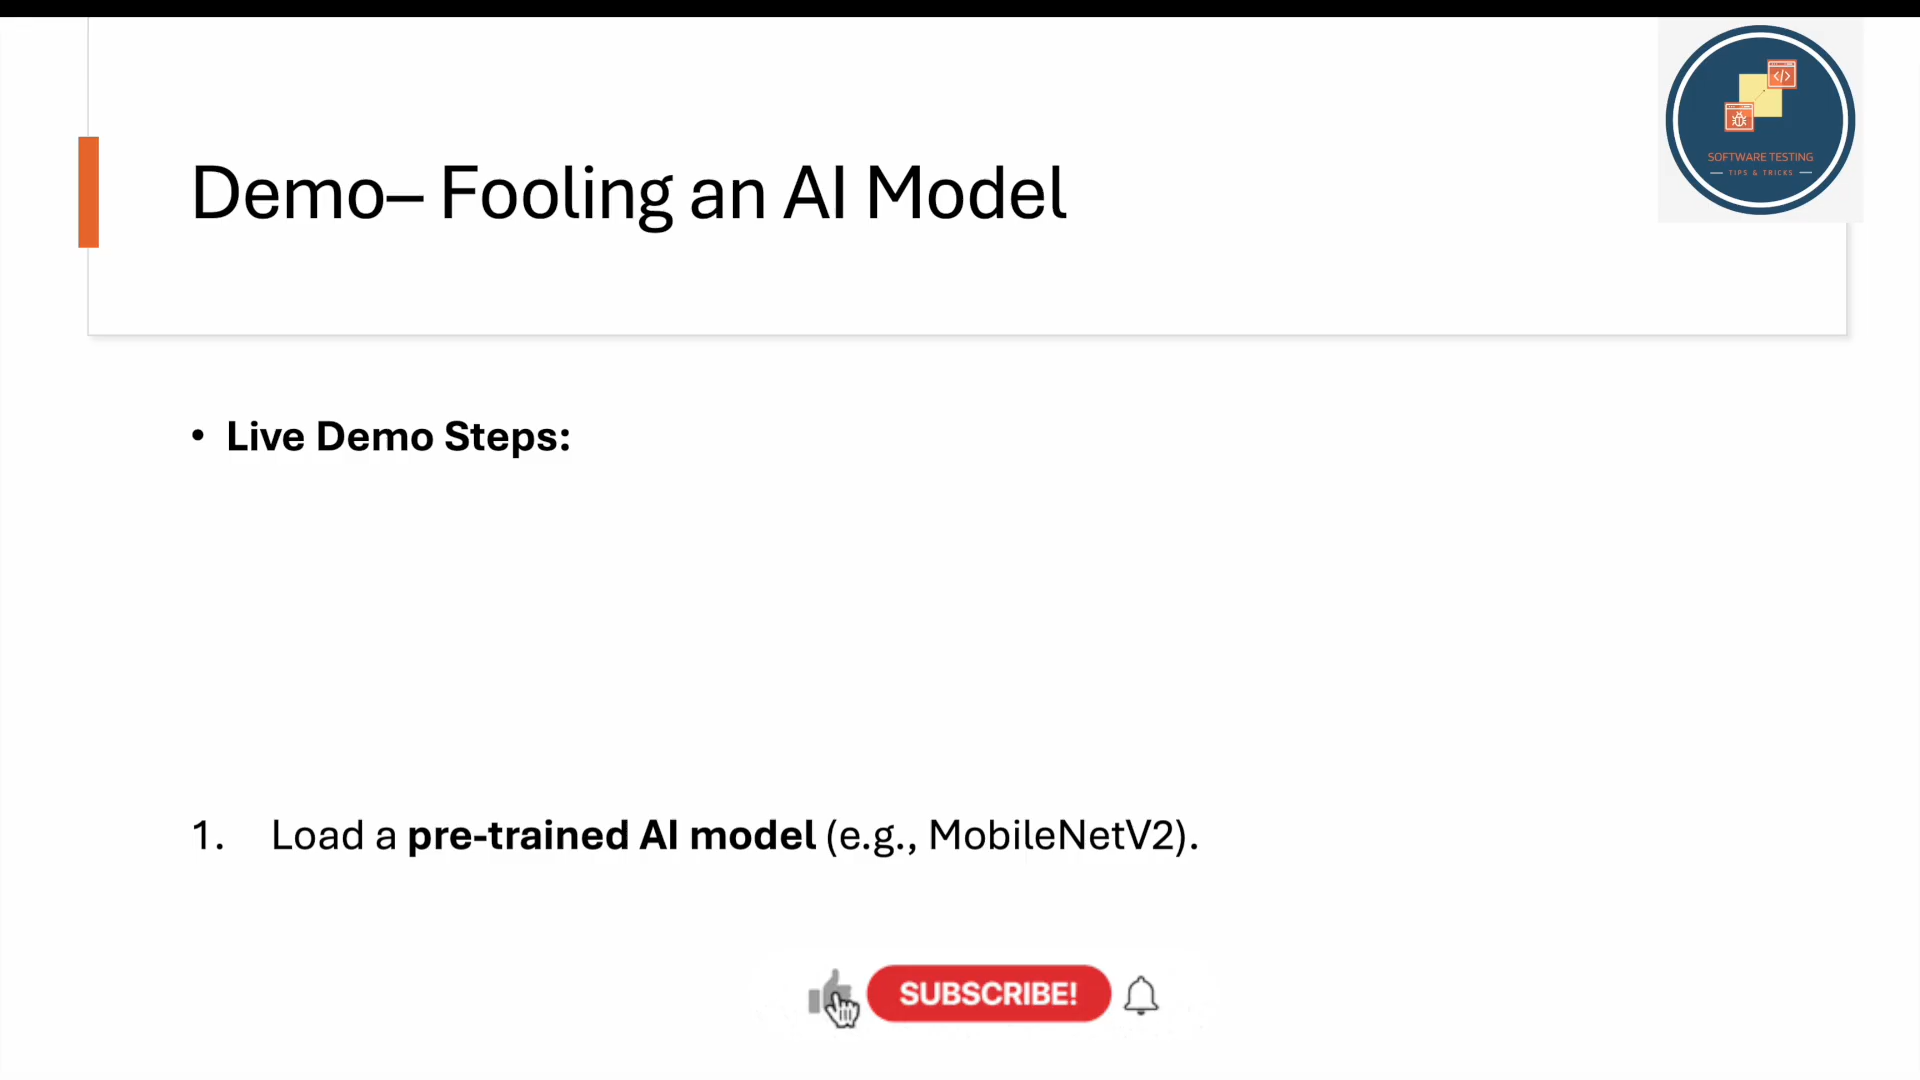 SOFTWARE TESTING
TIPS & TRICKS
Demo– Fooling an AI Model
• Live Demo Steps:
1. Load a pre-trained AI model (e.g., MobileNetV2).
SUBSCRIBE!